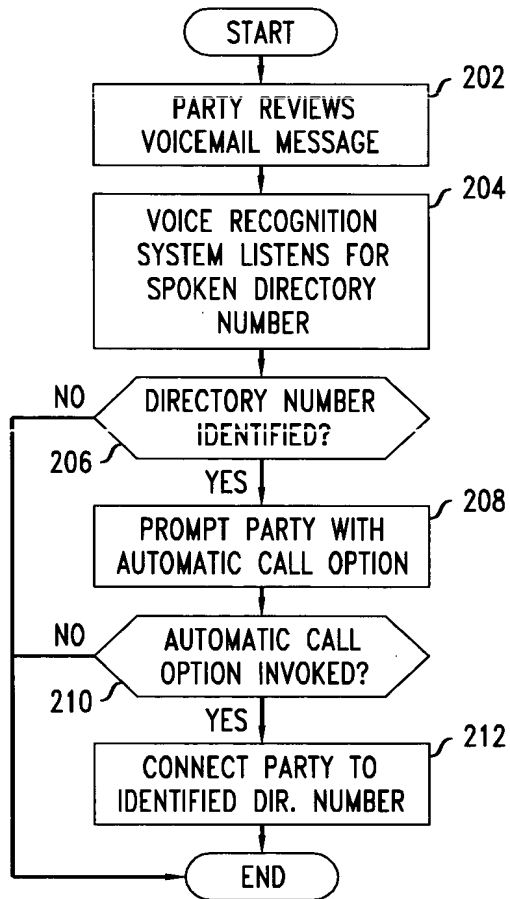 START
202
PARTY REVIEWS
VOICEMAIL MESSAGE
204
VOICE RECOGNITION
SYSTEM LISTENS FOR
SPOKEN DIRECTORY
NUMBER
NO
DIRECTORY NUMBER
IDENTIFIED?
206
YES
208
PROMPT PARTY WITH
AUTOMATIC CALL OPTION
NO
AUTOMATIC CALL
OPTION INVOKED?
210
YES
212
CONNECT PARTY TO
IDENTIFIED DIR. NUMBER
END